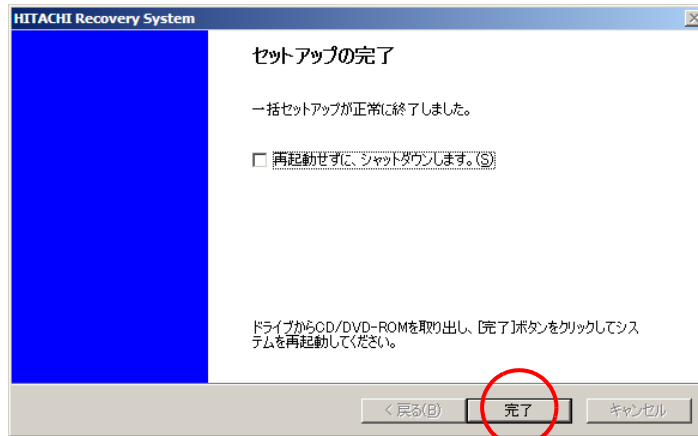 HITACHI Recovery System
セットアップの完了
一括セットアップが正常に終了しました。
再起動せずに、シャットダウンします。(S)
ドライブからCD/DVD-ROMを取り出し、[完了]ボタンをクリックしてシス
テムを再起動してください。
< 戻る(B) 完了 キャンセル